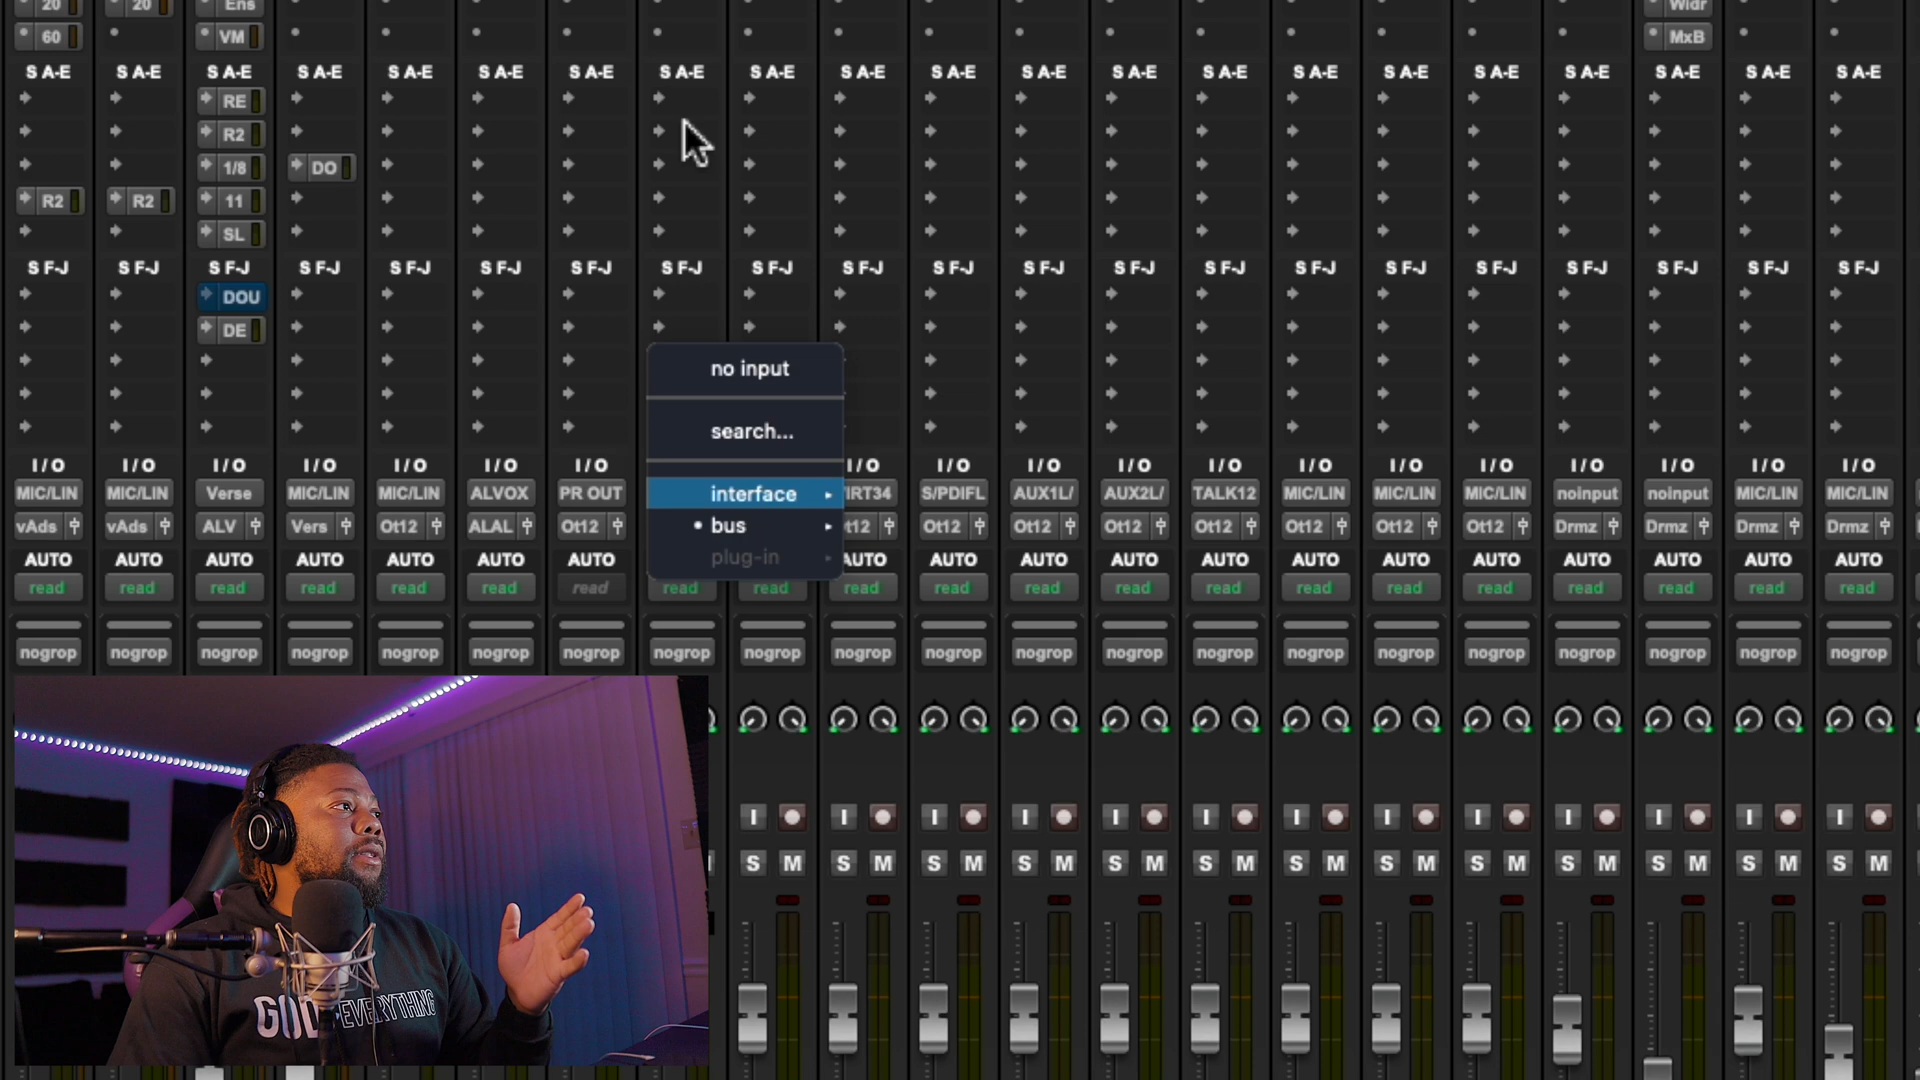 20 20 Ens Widr
60 VM MxB
S A-E S A-E S A-E S A-E S A-E S A-E S A-E S A-E S A-E S A-E S A-E S A-E S A-E S A-E S A-E S A-E S A-E S A-E S A-E S A-E S A-E
RE
R2
1/8 DO
R2 R2 11
SL
S F-J S F-J S F-J S F-J S F-J S F-J S F-J S F-J S F-J S F-J S F-J S F-J S F-J S F-J S F-J S F-J S F-J S F-J S F-J S F-J S F-J
DOU
DE
no input
search...
I/O I/O I/O I/O I/O I/O I/O I/O I/O I/O I/O I/O I/O I/O I/O I/O I/O I/O I/O
MIC/LIN MIC/LIN Verse MIC/LIN MIC/LIN ALVOX PR OUT interface VIRT34 S/PDIFL AUX1L/ AUX2L/ TALK12 MIC/LIN MIC/LIN MIC/LIN noinput noinput MIC/LIN MIC/LIN
vAds vAds ALV Vers Ot12 ALAL Ot12 • bus Ot12 Ot12 Ot12 Ot12 Ot12 Ot12 Ot12 Ot12 Drmz Drmz Drmz Drmz
AUTO AUTO AUTO AUTO AUTO AUTO AUTO plug-in AUTO AUTO AUTO AUTO AUTO AUTO AUTO AUTO AUTO AUTO AUTO AUTO
read read read read read read read read read read read read read read read read read read read read read
nogrop nogrop nogrop nogrop nogrop nogrop nogrop nogrop nogrop nogrop nogrop nogrop nogrop nogrop nogrop nogrop nogrop nogrop nogrop nogrop nogrop
I I I I I I I I I I I I I
S M S M S M S M S M S M S M S M S M S M S M S M S M
GOD EVERYTHING